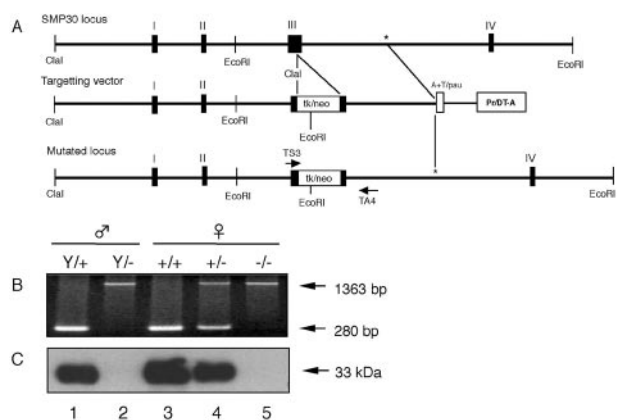 A
SMP30 locus
I II III * IV
ClaI EcoRI EcoRI
ClaI
Targetting vector
I II A+T/pau
tk/neo Pr/DT-A
ClaI EcoRI
EcoRI
Mutated locus
TS3
I II * IV
tk/neo
ClaI EcoRI EcoRI
EcoRI TA4
♂ ♀
Y/+ Y/- +/+ +/- -/-
B
1363 bp
280 bp
C
33 kDa
1 2 3 4 5